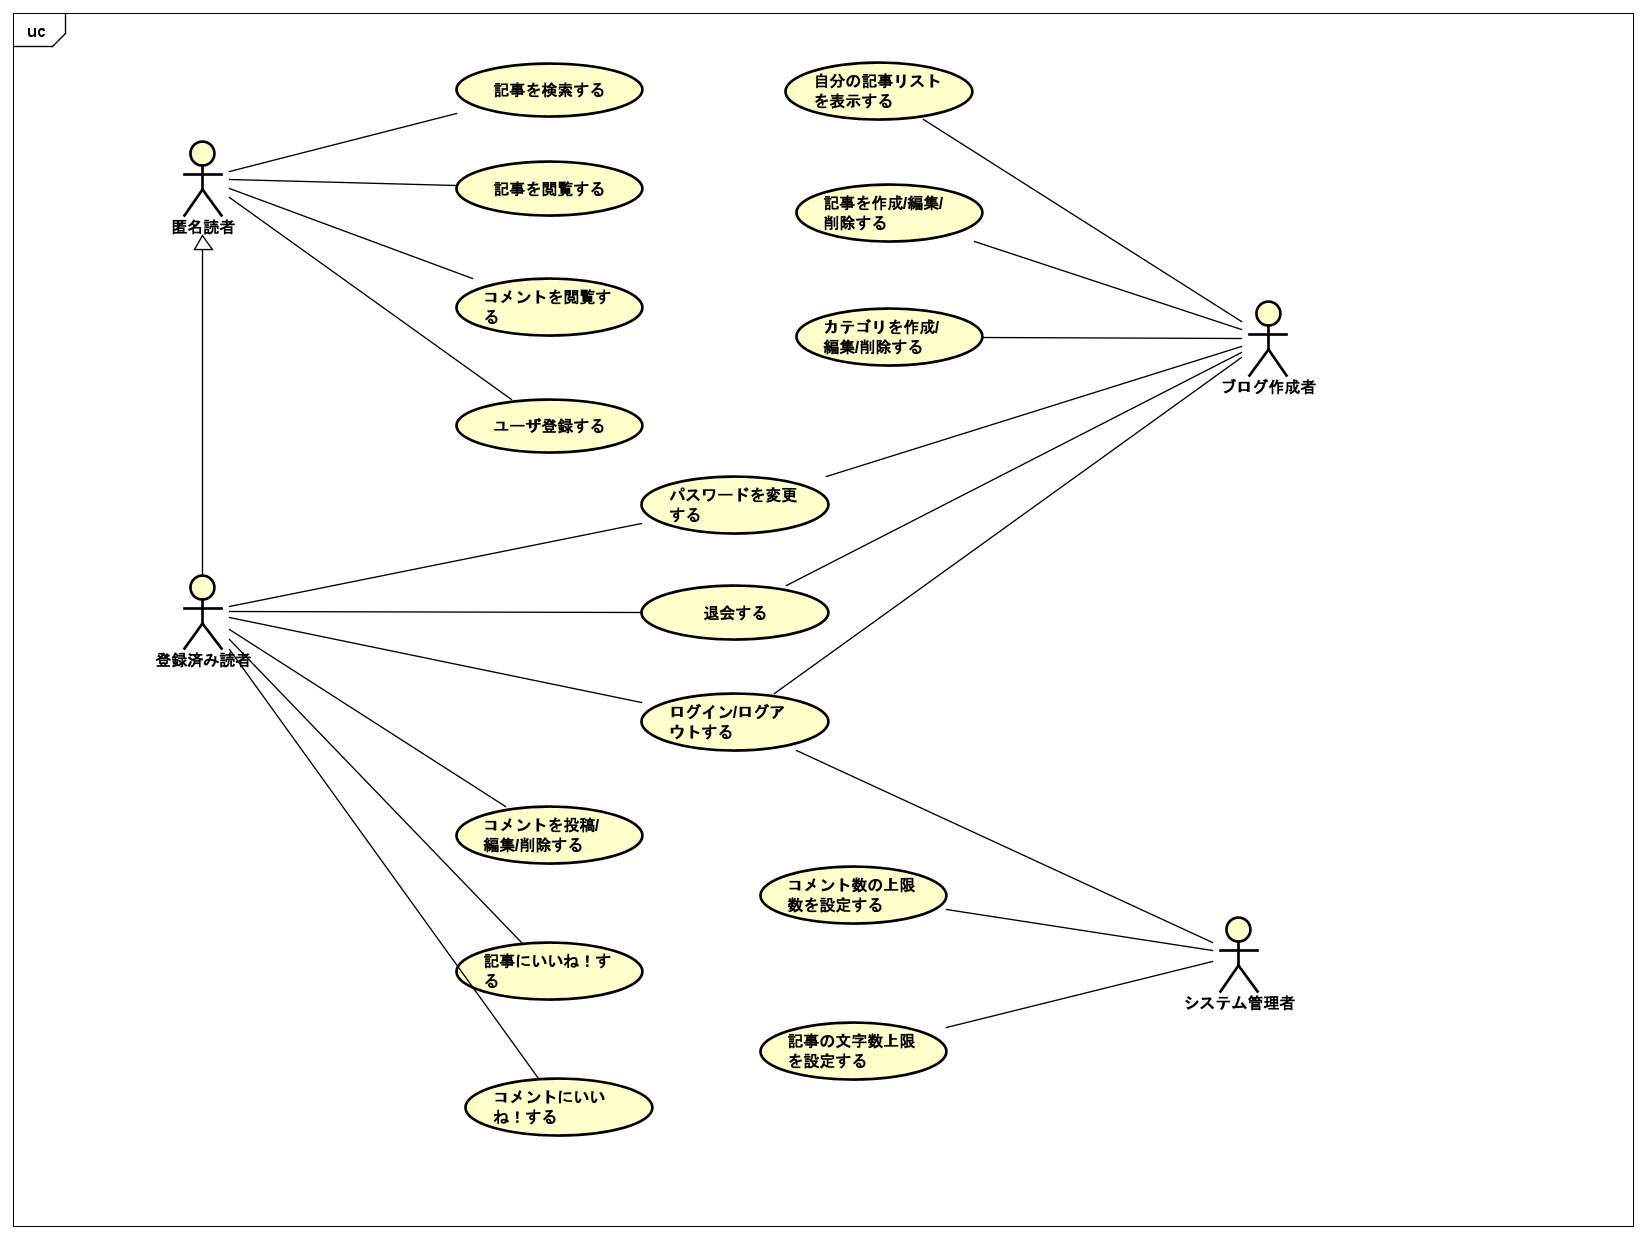 uc
記事を検索する
自分の記事リスト
を表示する
匿名読者
記事を閲覧する
記事を作成/編集/
削除する
コメントを閲覧す
る
カテゴリを作成/
編集/削除する
ブログ作成者
ユーザ登録する
パスワードを変更
する
登録済み読者
退会する
ログイン/ログア
ウトする
コメントを投稿/
編集/削除する
コメント数の上限
数を設定する
記事にいいね！す
る
システム管理者
記事の文字数上限
を設定する
コメントにいい
ね！する